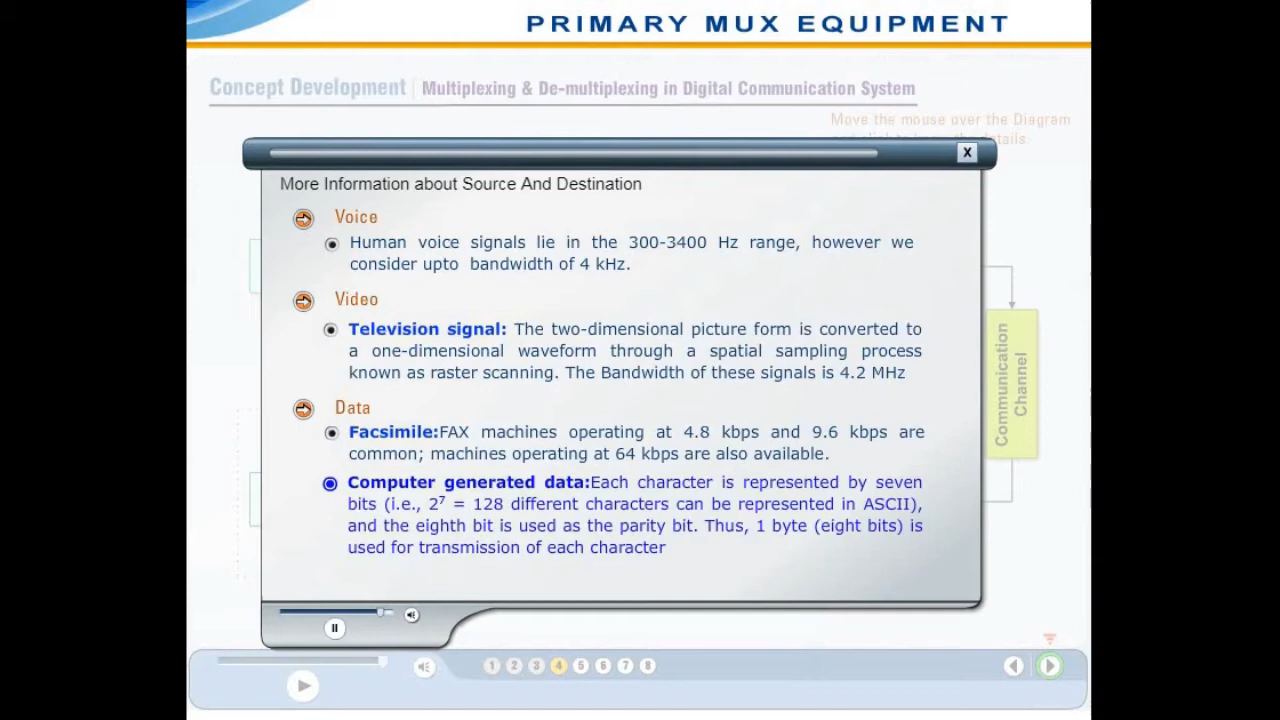 PRIMARY MUX EQUIPMENT
Concept Development | Multiplexing & De-multiplexing in Digital Communication System
Move the mouse over the Diagram
X
More Information about Source And Destination
Voice
Human voice signals lie in the 300-3400 Hz range, however we
consider upto bandwidth of 4 kHz.
Video
Television signal: The two-dimensional picture form is converted to
a one-dimensional waveform through a spatial sampling process
known as raster scanning. The Bandwidth of these signals is 4.2 MHz
Data
Facsimile:FAX machines operating at 4.8 kbps and 9.6 kbps are
common; machines operating at 64 kbps are also available.
Computer generated data:Each character is represented by seven
bits (i.e., 2⁷ = 128 different characters can be represented in ASCII),
and the eighth bit is used as the parity bit. Thus, 1 byte (eight bits) is
used for transmission of each character
Communication
Channel
1 2 3 4 5 6 7 8